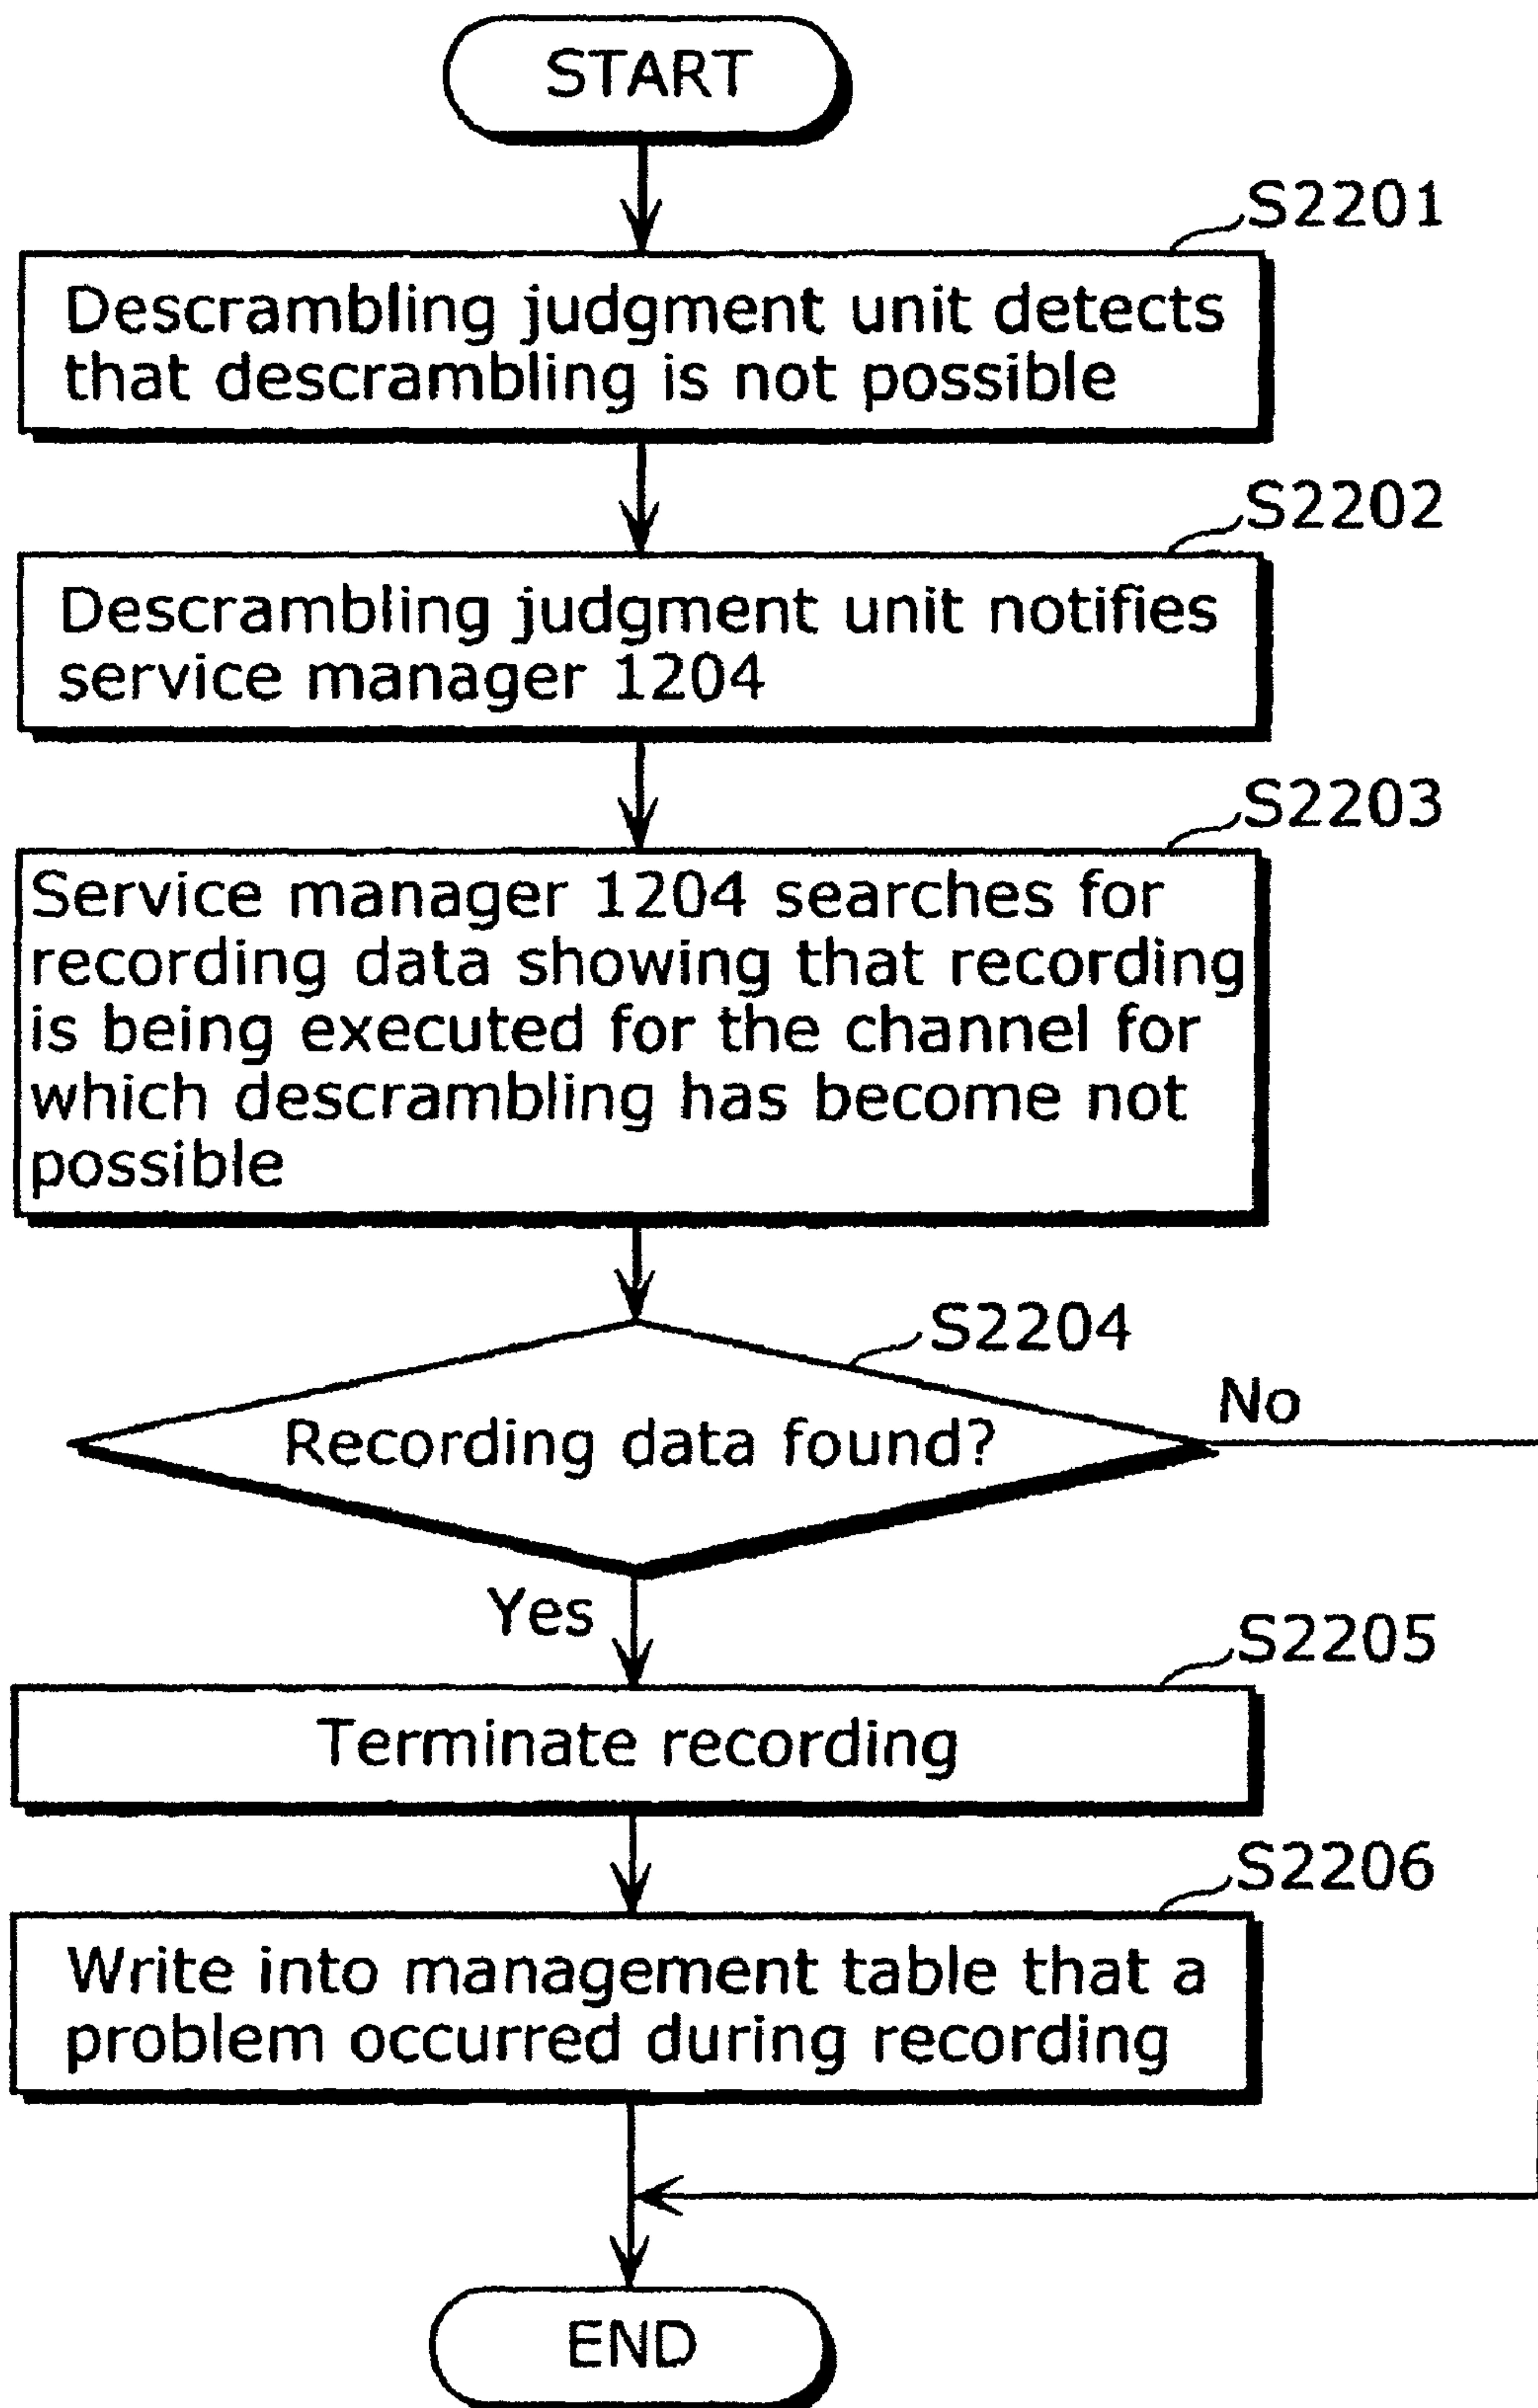 START
S2201
Descrambling judgment unit detects
that descrambling is not possible
S2202
Descrambling judgment unit notifies
service manager 1204
S2203
Service manager 1204 searches for
recording data showing that recording
is being executed for the channel for
which descrambling has become not
possible
S2204
Recording data found?
No
Yes
S2205
Terminate recording
S2206
Write into management table that a
problem occurred during recording
END